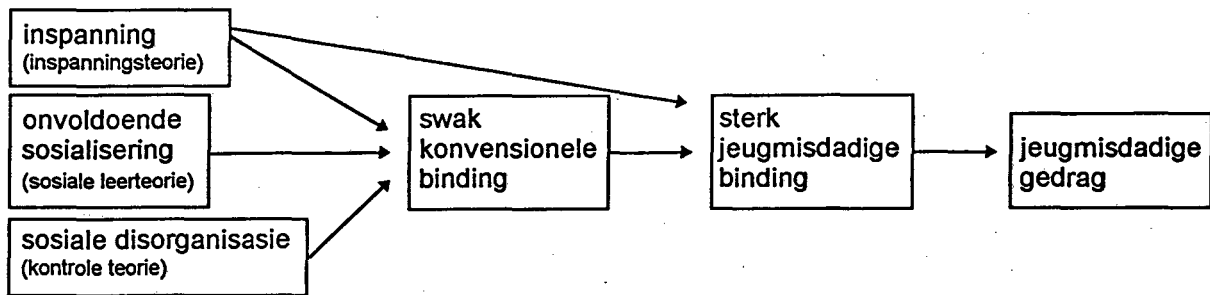 inspanning
(inspanningsteorie)
onvoldoende
sosialisering
(sosiale leerteorie)
sosiale disorganisasie
(kontrole teorie)
swak
konvensionele
binding
sterk
jeugmisdadige
binding
jeugmisdadige
gedrag